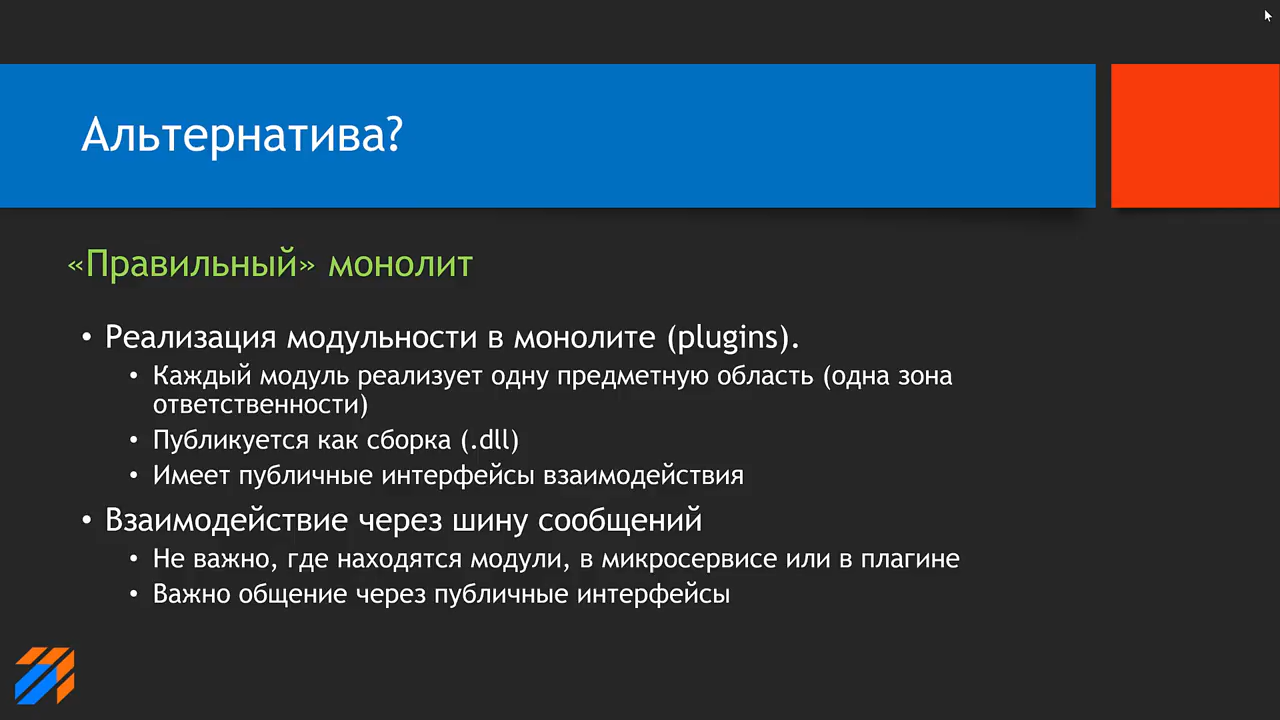 Альтернатива?
«Правильный» монолит
• Реализация модульности в монолите (plugins).
• Каждый модуль реализует одну предметную область (одна зона
ответственности)
• Публикуется как сборка (.dll)
• Имеет публичные интерфейсы взаимодействия
• Взаимодействие через шину сообщений
• Не важно, где находятся модули, в микросервисе или в плагине
• Важно общение через публичные интерфейсы